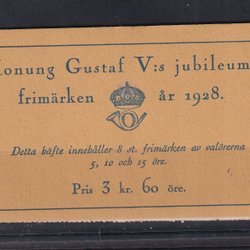 Konung Gustaf V:s jubileums
frimärken år 1928.
Detta häfte innehåller 8 st. frimärken av valörerna
5, 10 och 15 öre.
Pris 3 kr. 60 öre.